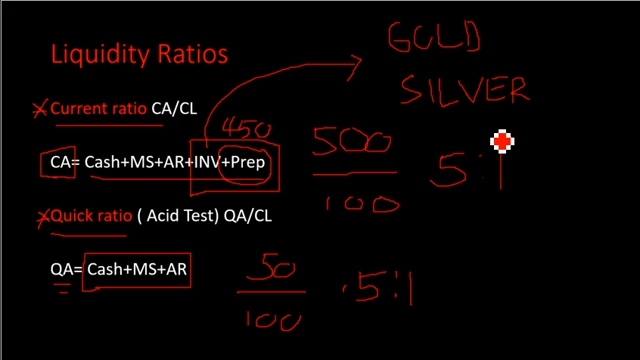 GOLD
Liquidity Ratios
SILVER
Current ratio CA/CL
450
500
100
5:1
CA= Cash+MS+AR+INV+Prep
Quick ratio ( Acid Test) QA/CL
QA= Cash+MS+AR
50
100
.5:1